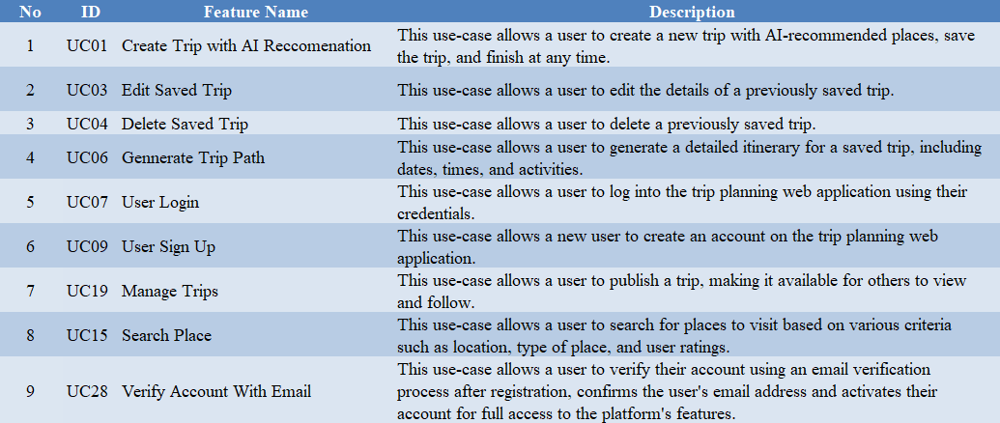 No ID Feature Name Description
1 UC01 Create Trip with AI Reccomenation This use-case allows a user to create a new trip with AI-recommended places, save
the trip, and finish at any time.
2 UC03 Edit Saved Trip This use-case allows a user to edit the details of a previously saved trip.
3 UC04 Delete Saved Trip This use-case allows a user to delete a previously saved trip.
4 UC06 Gennerate Trip Path This use-case allows a user to generate a detailed itinerary for a saved trip, including
dates, times, and activities.
5 UC07 User Login This use-case allows a user to log into the trip planning web application using their
credentials.
6 UC09 User Sign Up This use-case allows a new user to create an account on the trip planning web
application.
7 UC19 Manage Trips This use-case allows a user to publish a trip, making it available for others to view
and follow.
8 UC15 Search Place This use-case allows a user to search for places to visit based on various criteria
such as location, type of place, and user ratings.
9 UC28 Verify Account With Email This use-case allows a user to verify their account using an email verification
process after registration, confirms the user's email address and activates their
account for full access to the platform's features.